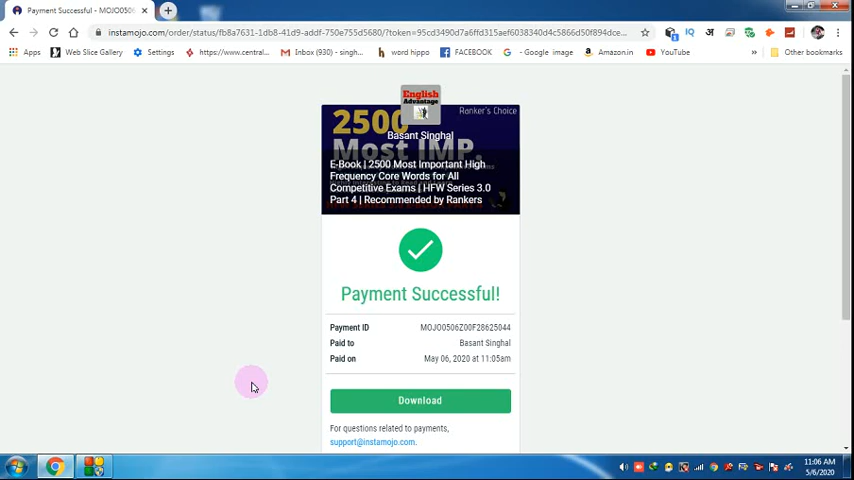 Payment Successful - MOJO0506
instamojo.com/order/status/fb8a7631-1db8-41d9-addf-750e755d5680/?token=95cd3490d7a6ffd315aef6038340d4c5866d50f894dce...
Apps Web Slice Gallery Settings https://www.central... Inbox (930) - singh... word hippo FACEBOOK - Google image Amazon.in YouTube Other bookmarks
English
Advantage
Ranker's Choice
2500
Basant Singhal
Most IMP.
E-Book | 2500 Most Important High
Frequency Core Words for All
Competitive Exams | HFW Series 3.0
Part 4 | Recommended by Rankers
Payment Successful!
Payment ID MOJO0506Z00F28625044
Paid to Basant Singhal
Paid on May 06, 2020 at 11:05am
Download
For questions related to payments,
support@instamojo.com.
11:06 AM
5/6/2020